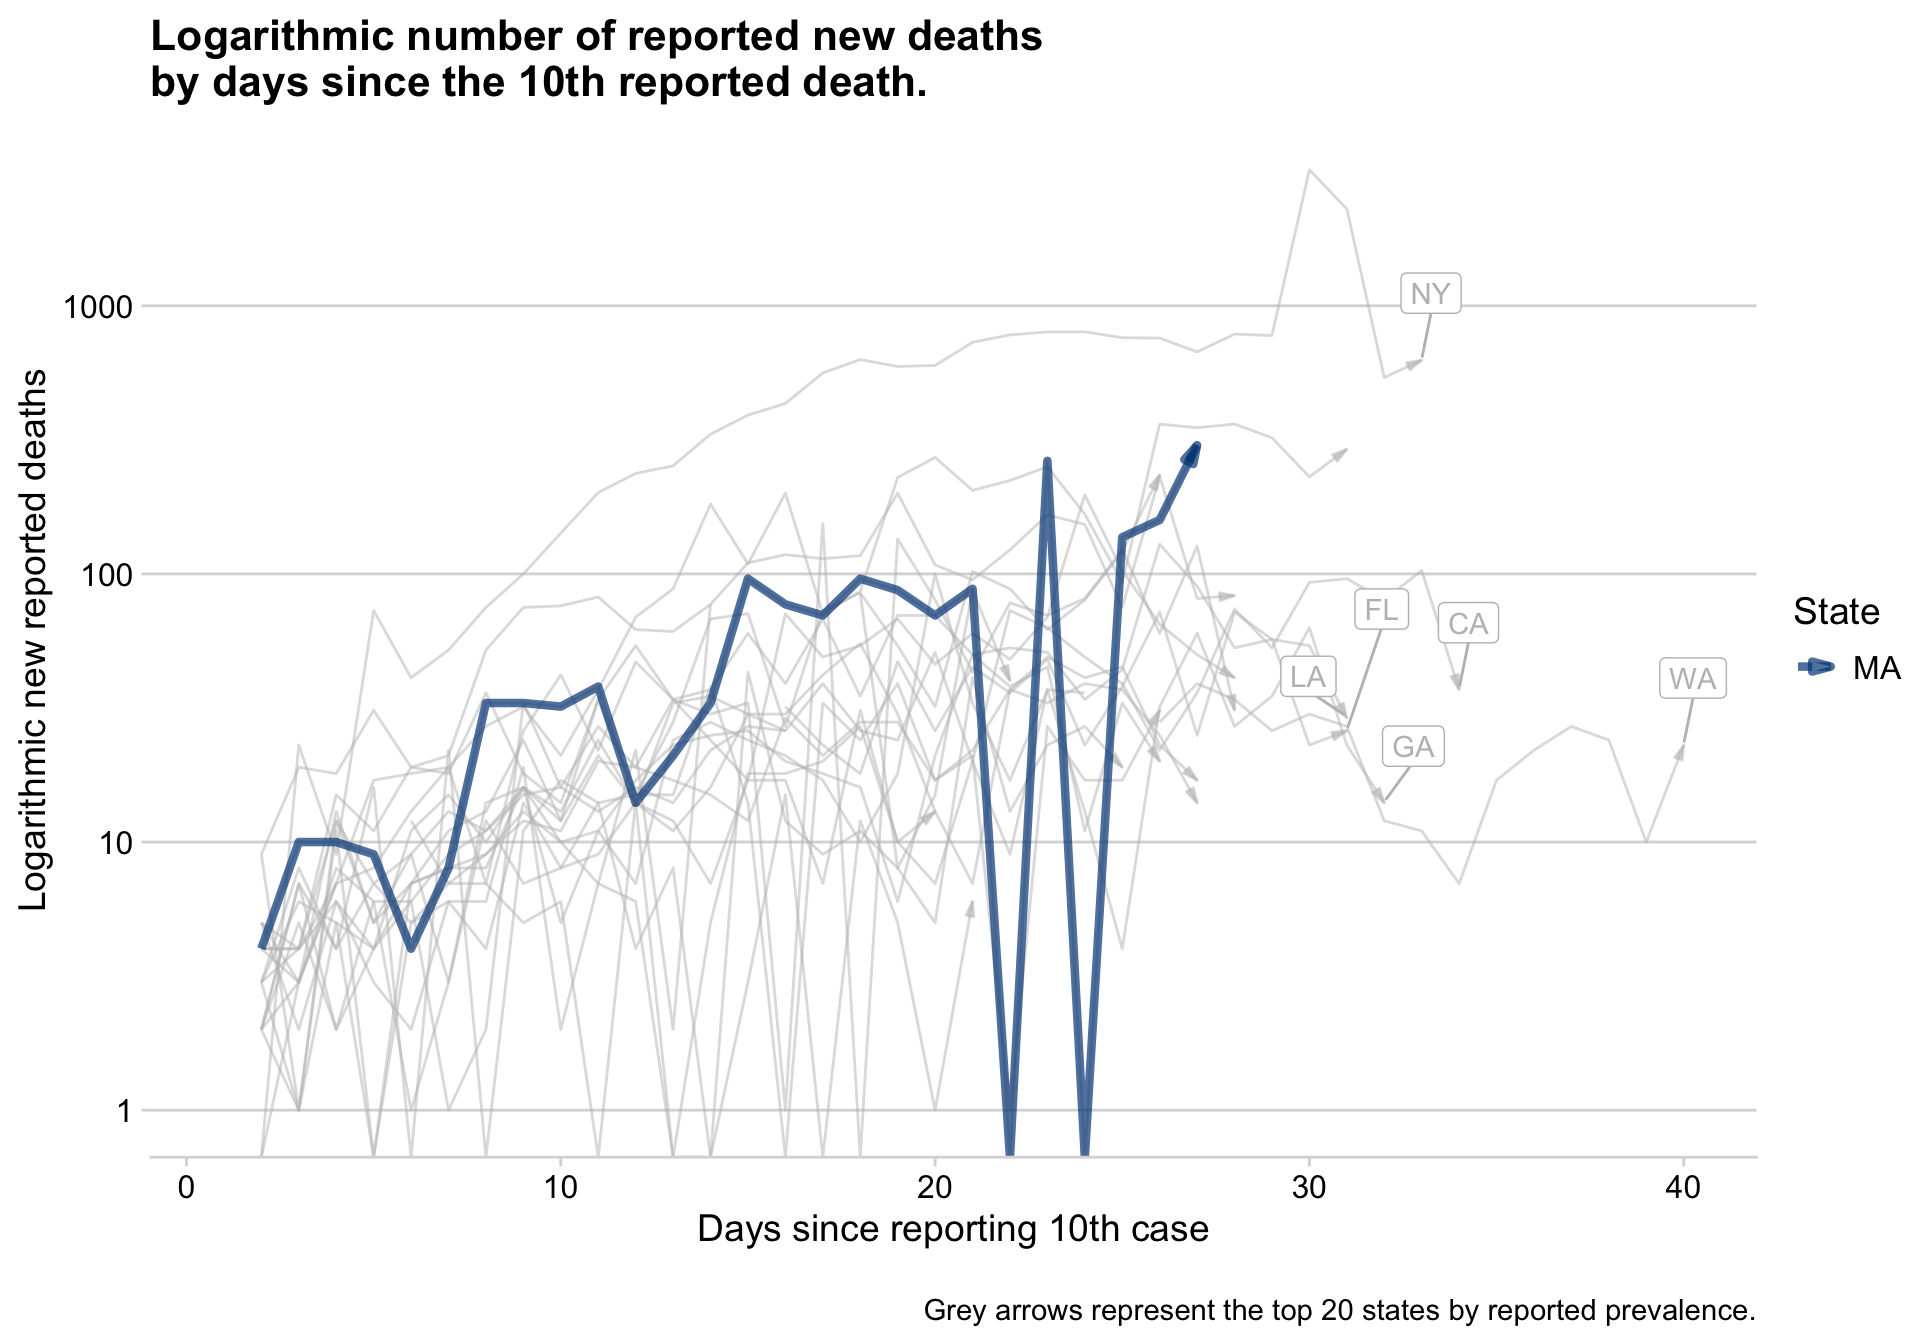 Logarithmic number of reported new deaths
by days since the 10th reported death.
Logarithmic new reported deaths
1000
100
10
1
NY
FL
CA
LA
WA
GA
State
MA
0 10 20 30 40
Days since reporting 10th case
Grey arrows represent the top 20 states by reported prevalence.